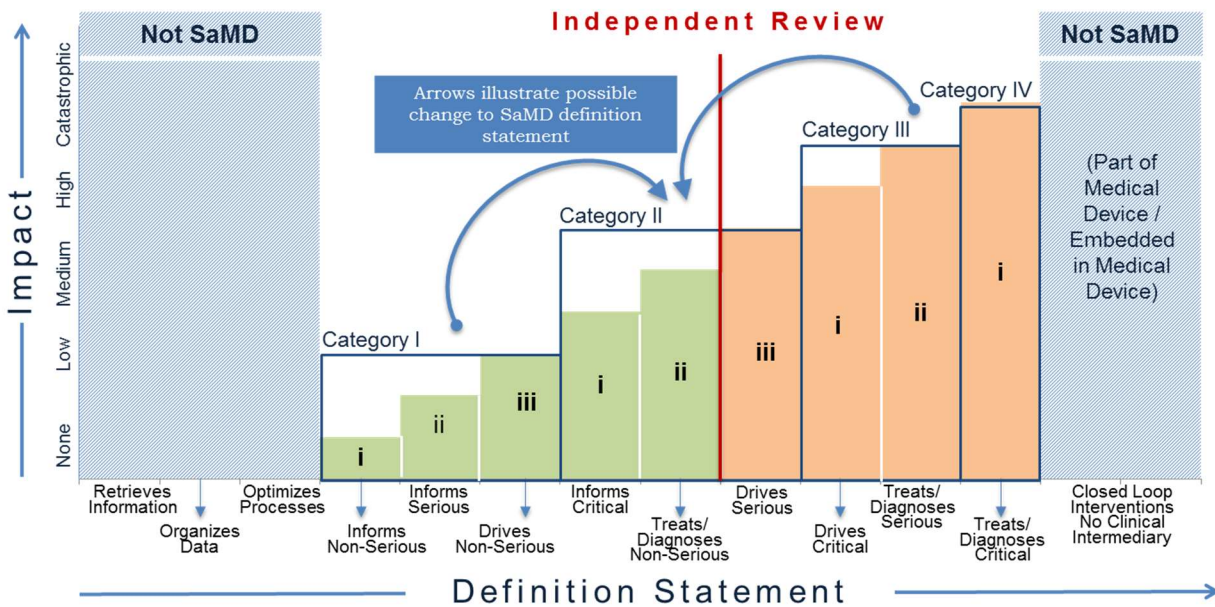 Independent Review
Not SaMD
Not SaMD
Impact
Catastrophic
High
Medium
Low
None
Arrows illustrate possible
change to SaMD definition
statement
Category I
Category II
Category III
Category IV
i
ii
iii
i
ii
iii
i
ii
i
(Part of
Medical
Device /
Embedded
in Medical
Device)
Retrieves
Information
Organizes
Data
Optimizes
Processes
Informs
Non-Serious
Informs
Serious
Drives
Non-Serious
Informs
Critical
Treats/
Diagnoses
Non-Serious
Drives
Serious
Drives
Critical
Treats/
Diagnoses
Serious
Treats/
Diagnoses
Critical
Closed Loop
Interventions
No Clinical
Intermediary
Definition Statement